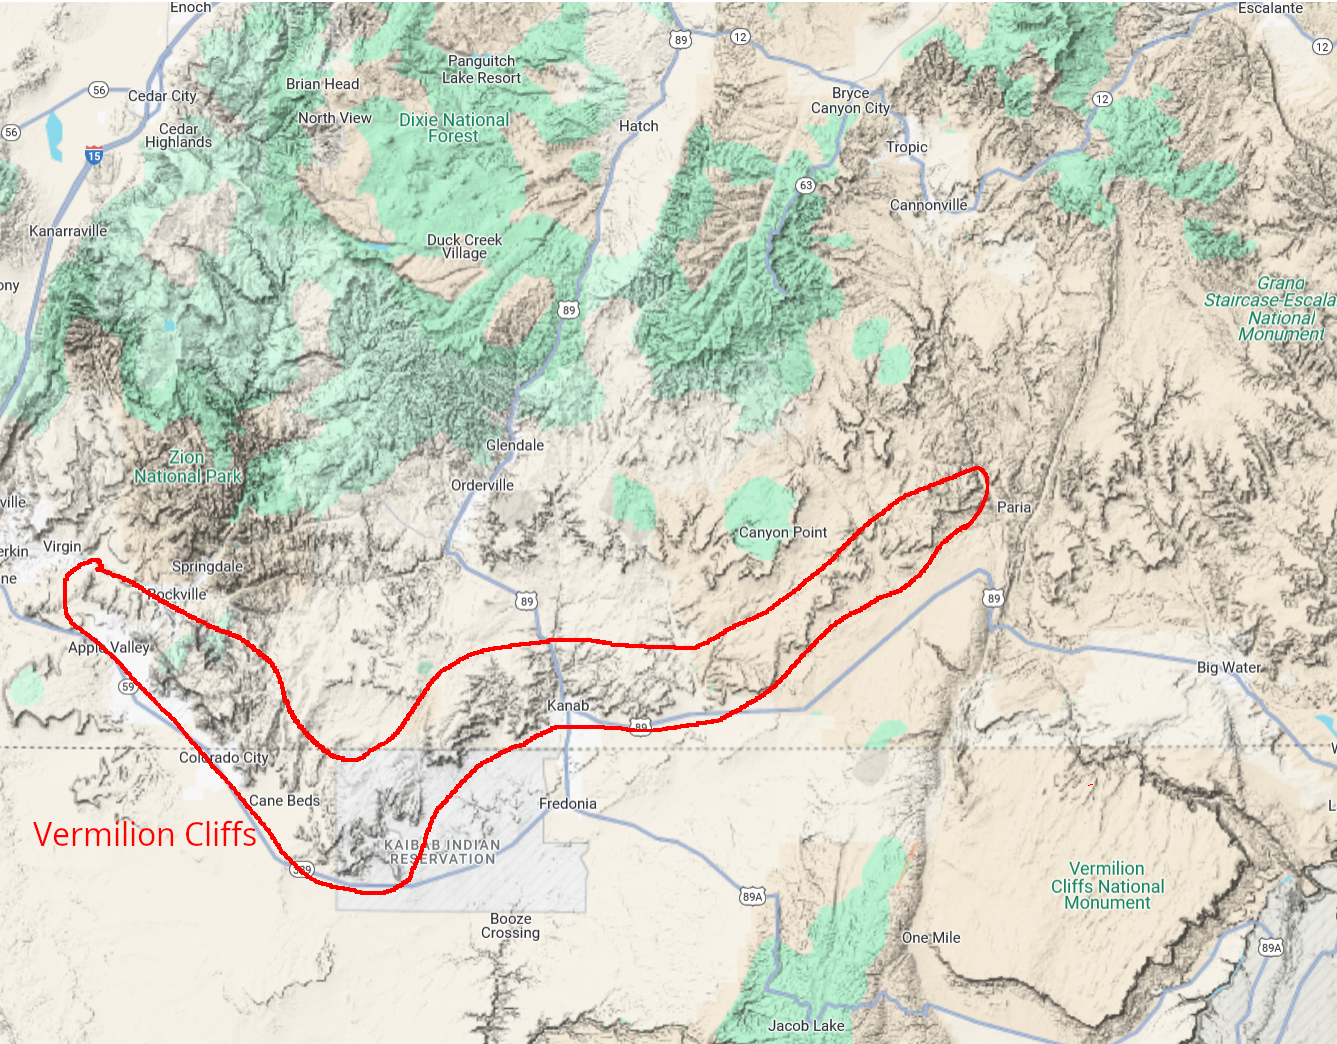 Enoch
Escalante
89
12
12
Panguitch
Lake Resort
Brian Head
56
Cedar City
Bryce
Canyon City
12
North View
Dixie National
Forest
Hatch
56
Cedar
Highlands
15
Tropic
63
Cannonville
Kanarraville
Duck Creek
Village
ony
Grand
Staircase-Escala
National
Monument
89
Glendale
Zion
National Park
Orderville
ville
Paria
Canyon Point
Virgin
erkin
Springdale
ne
Rockville
89
89
Apple Valley
Big Water
59
Kanab
89
W
Colorado City
Cane Beds
Fredonia
L
Vermilion Cliffs
KAIBAB INDIAN
RESERVATION
389
Vermilion
Cliffs National
Monument
89A
Booze
Crossing
One Mile
89A
Jacob Lake